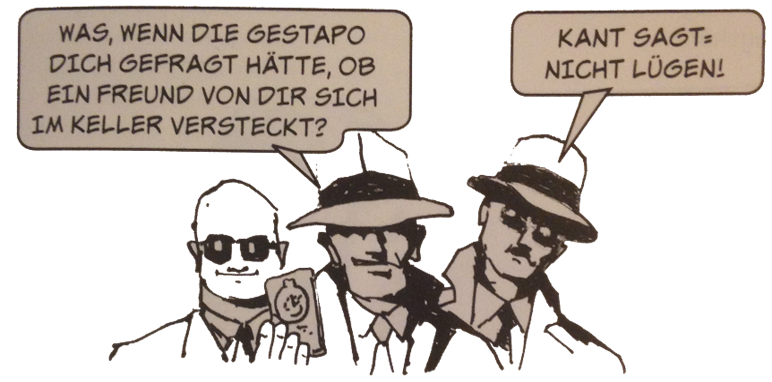 WAS, WENN DIE GESTAPO
DICH GEFRAGT HÄTTE, OB
EIN FREUND VON DIR SICH
IM KELLER VERSTECKT?
KANT SAGT:
NICHT LÜGEN!